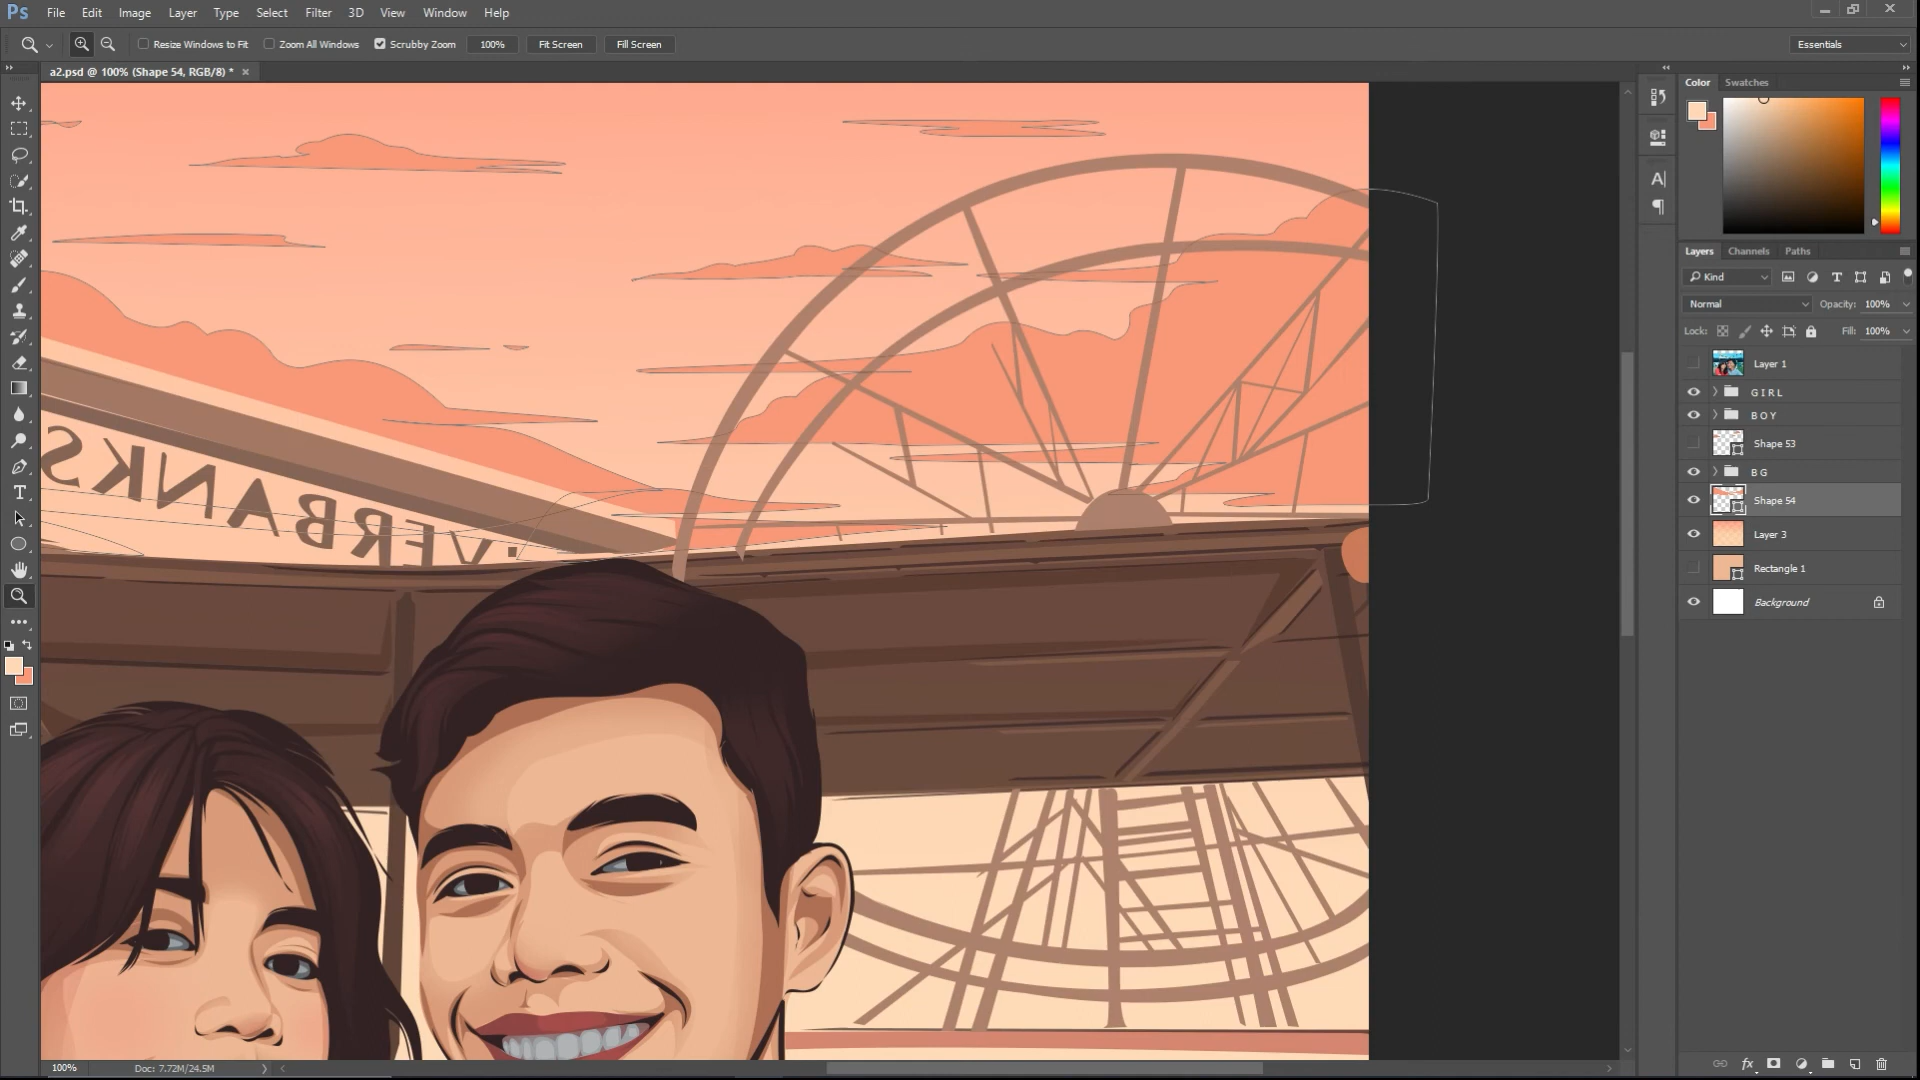 Ps File Edit Image Layer Type Select Filter 3D View Window Help
Resize Windows to Fit Zoom All Windows Scrubby Zoom 100% Fit Screen Fill Screen Essentials
a2.psd @ 100% (Shape 54, RGB/8) *
Color Swatches
Layers Channels Paths
Kind
Normal Opacity: 100%
Lock: Fill: 100%
Layer 1
GIRL
BOY
Shape 53
BG
Shape 54
Layer 3
Rectangle 1
Background
VERBANKS
100% Doc: 7.72M/24.5M